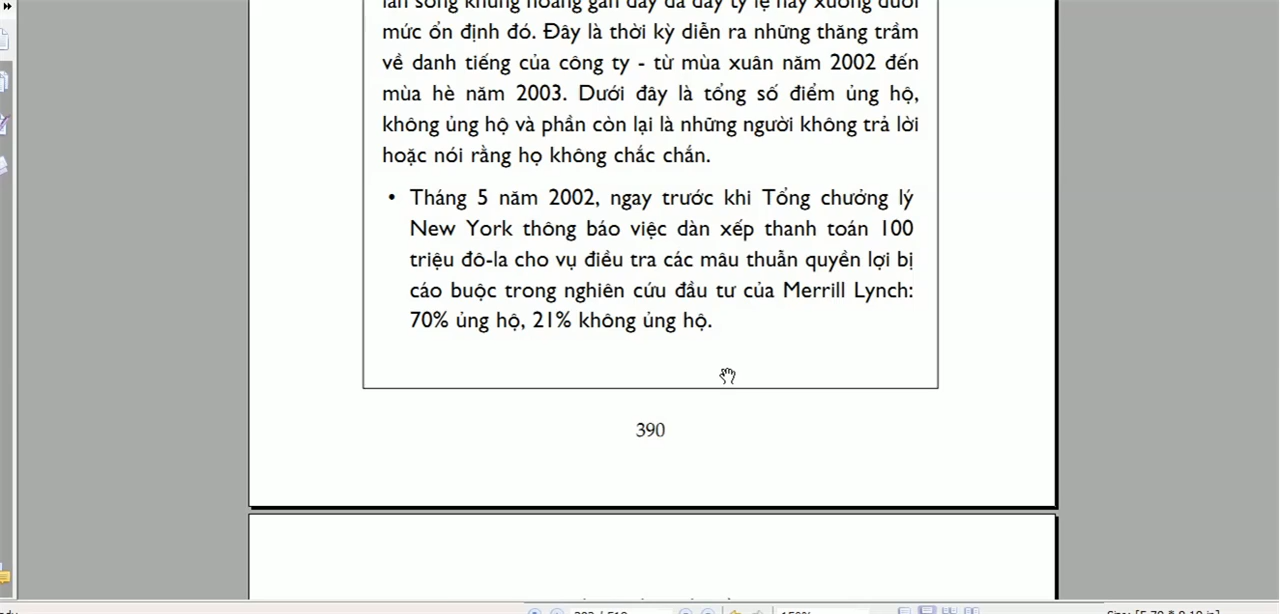 mức ổn định đó. Đây là thời kỳ diễn ra những thăng trầm
về danh tiếng của công ty - từ mùa xuân năm 2002 đến
mùa hè năm 2003. Dưới đây là tổng số điểm ủng hộ,
không ủng hộ và phần còn lại là những người không trả lời
hoặc nói rằng họ không chắc chắn.
• Tháng 5 năm 2002, ngay trước khi Tổng chưởng lý
New York thông báo việc dàn xếp thanh toán 100
triệu đô-la cho vụ điều tra các mâu thuẫn quyền lợi bị
cáo buộc trong nghiên cứu đầu tư của Merrill Lynch:
70% ủng hộ, 21% không ủng hộ.
390